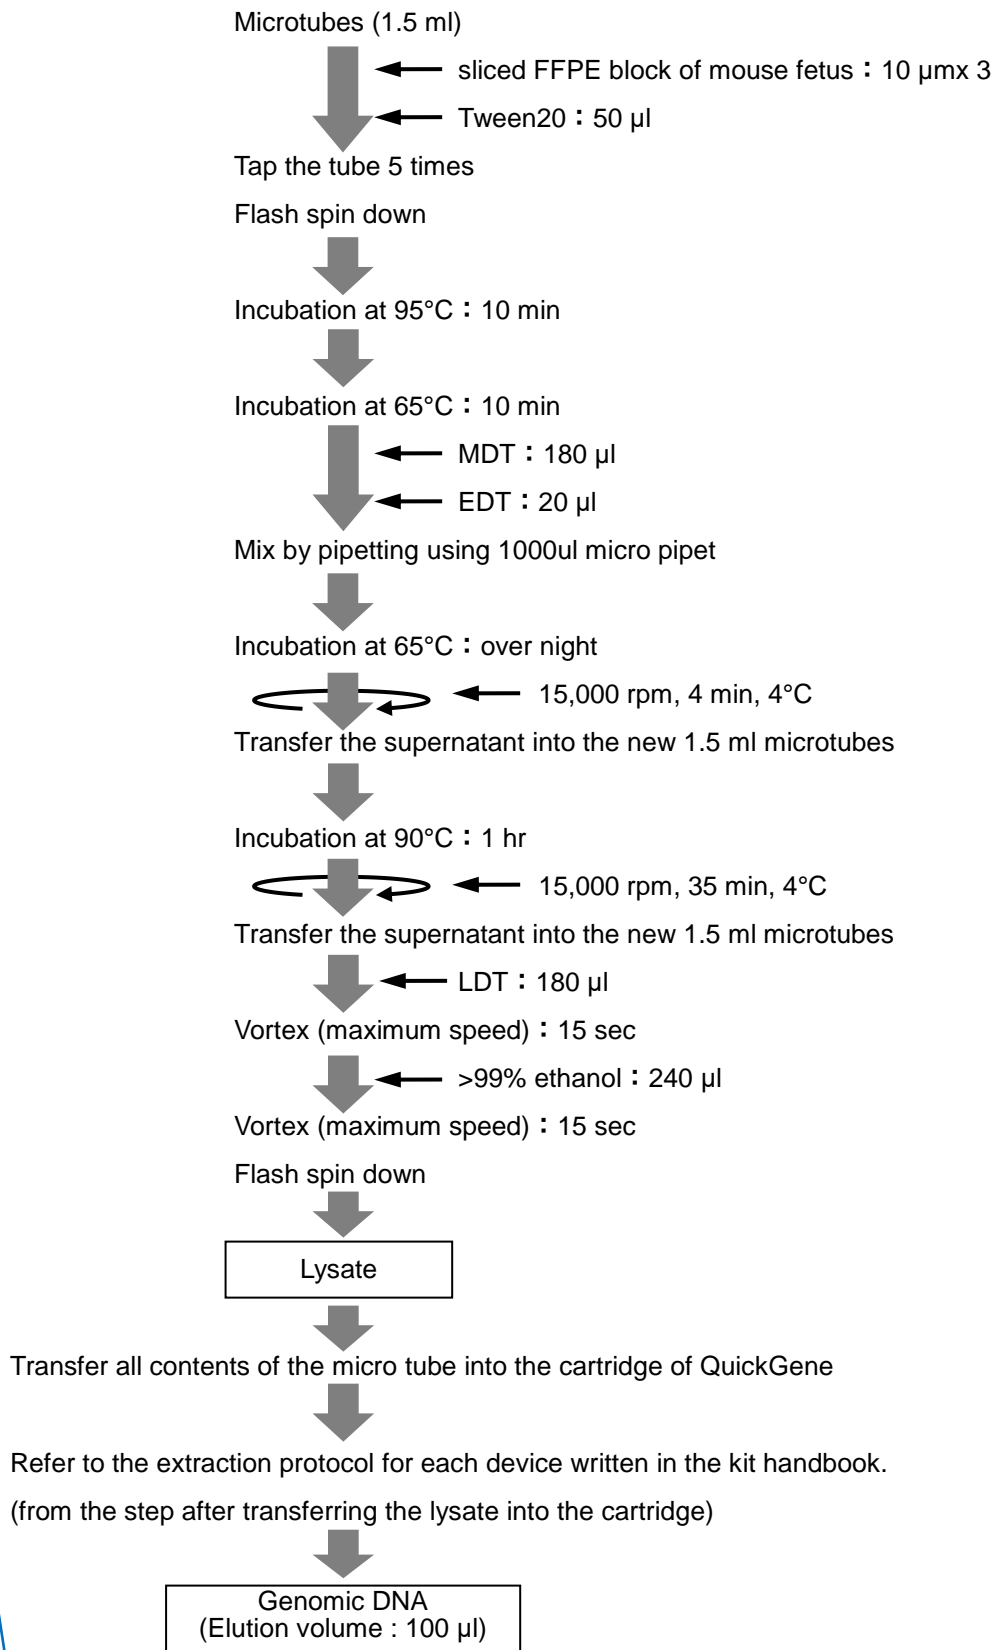 Microtubes (1.5 ml)
sliced FFPE block of mouse fetus：10 µmx 3
Tween20：50 µl
Tap the tube 5 times
Flash spin down
Incubation at 95°C：10 min
Incubation at 65°C：10 min
MDT：180 µl
EDT：20 µl
Mix by pipetting using 1000ul micro pipet
Incubation at 65°C：over night
15,000 rpm, 4 min, 4°C
Transfer the supernatant into the new 1.5 ml microtubes
Incubation at 90°C：1 hr
15,000 rpm, 35 min, 4°C
Transfer the supernatant into the new 1.5 ml microtubes
LDT：180 µl
Vortex (maximum speed)：15 sec
>99% ethanol：240 µl
Vortex (maximum speed)：15 sec
Flash spin down
Lysate
Transfer all contents of the micro tube into the cartridge of QuickGene
Refer to the extraction protocol for each device written in the kit handbook.
(from the step after transferring the lysate into the cartridge)
Genomic DNA
(Elution volume : 100 µl)